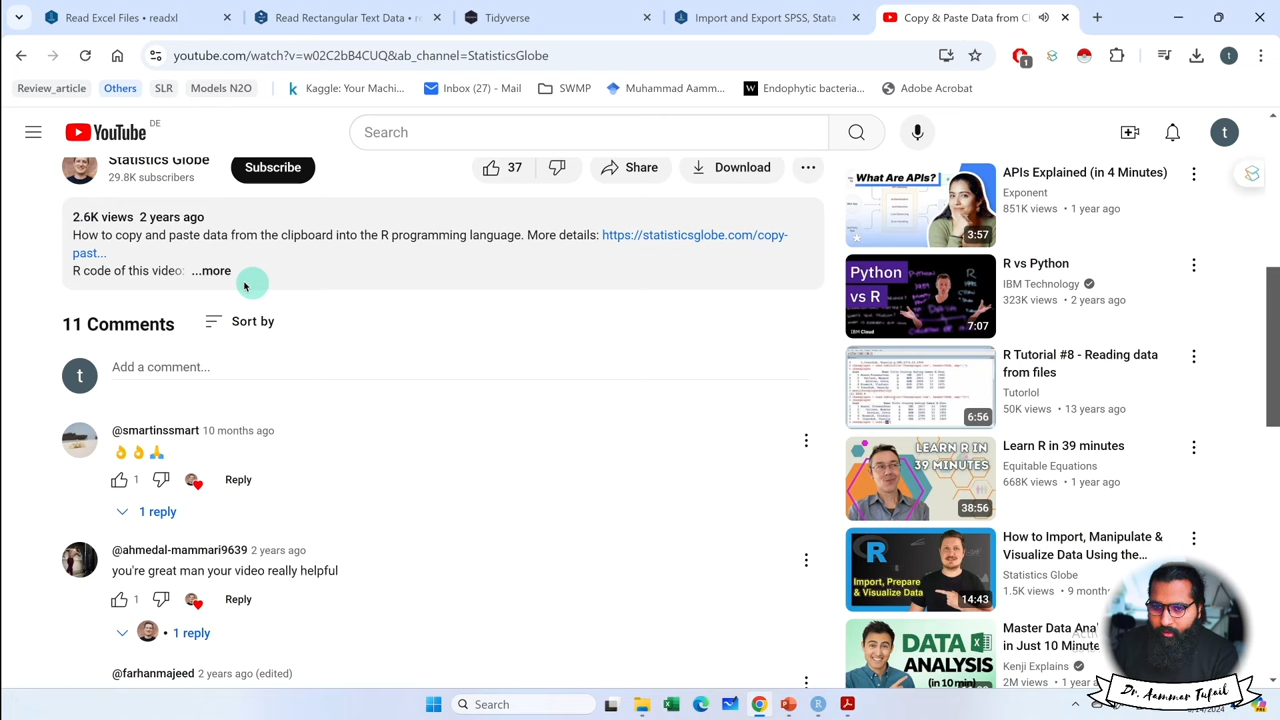 Read Excel Files • readxl
Read Rectangular Text Data •
Tidyverse
Import and Export SPSS, Stata
Copy & Paste Data from C
youtube.com/watch?v=w02C2bB4CU8&ab_channel=StatisticsGlobe
1
t
Review_article
Others
SLR
Models N2O
Kaggle: Your Machi...
Inbox (27) - Mail
SWMP
Muhammad Aamm...
Endophytic bacteria...
Adobe Acrobat
YouTube
DE
Search
t
Statistics Globe
29.8K subscribers
Subscribe
37
Share
Download
2.6K views 2 years ago
How to copy and paste from the
board into the R programming language. More details: https://statisticsglobe.com/copy-
past...
R code of this video: ...more
11 Comments
Sort by
t
Add a
2 years ago
1
Reply
1 reply
@ahmedal-mammari9636 2 years ago
you're great man your video really helpful
1
Reply
1 reply
@farhanmajeed 2 years ago (edited)
What Are APIs?
3:57
APIs Explained (in 4 Minutes)
Exponent
851K views • 1 year ago
Python
vs R
IBM Cloud
7:07
R vs Python
IBM Technology
323K views • 2 years ago
6:56
R Tutorial #8 - Reading data
from files
Tutorlol
50K views • 13 years ago
LEARN R IN
39 MINUTES
38:56
Learn R in 39 minutes
Equitable Equations
668K views • 1 year ago
R
Import, Prepare
& Visualize Data
14:43
How to Import, Manipulate &
Visualize Data Using the...
Statistics Globe
1.5K views • 9 months
DATA
ANALYSIS
(in 10 min)
Master Data Ana
in Just 10 Minute
Kenji Explains
2M views • 1 year a
Dr. Aammar Tufail
Search